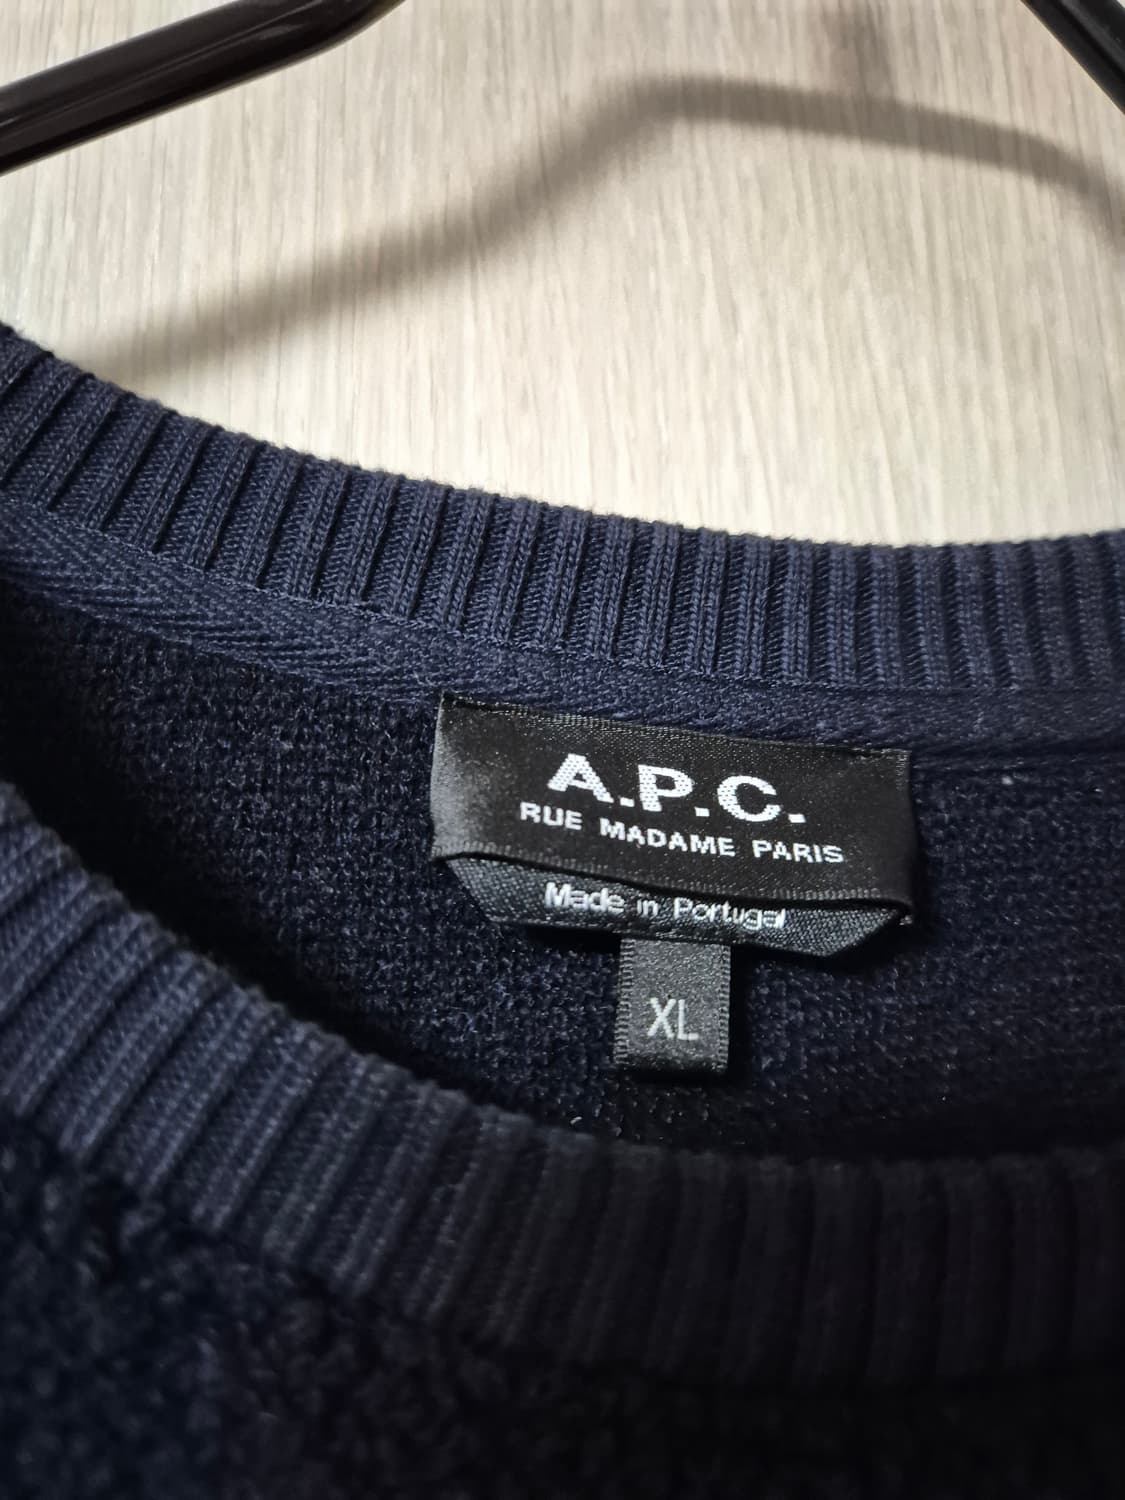 A.P.C.
RUE MADAME PARIS
Made in Portugal
XL